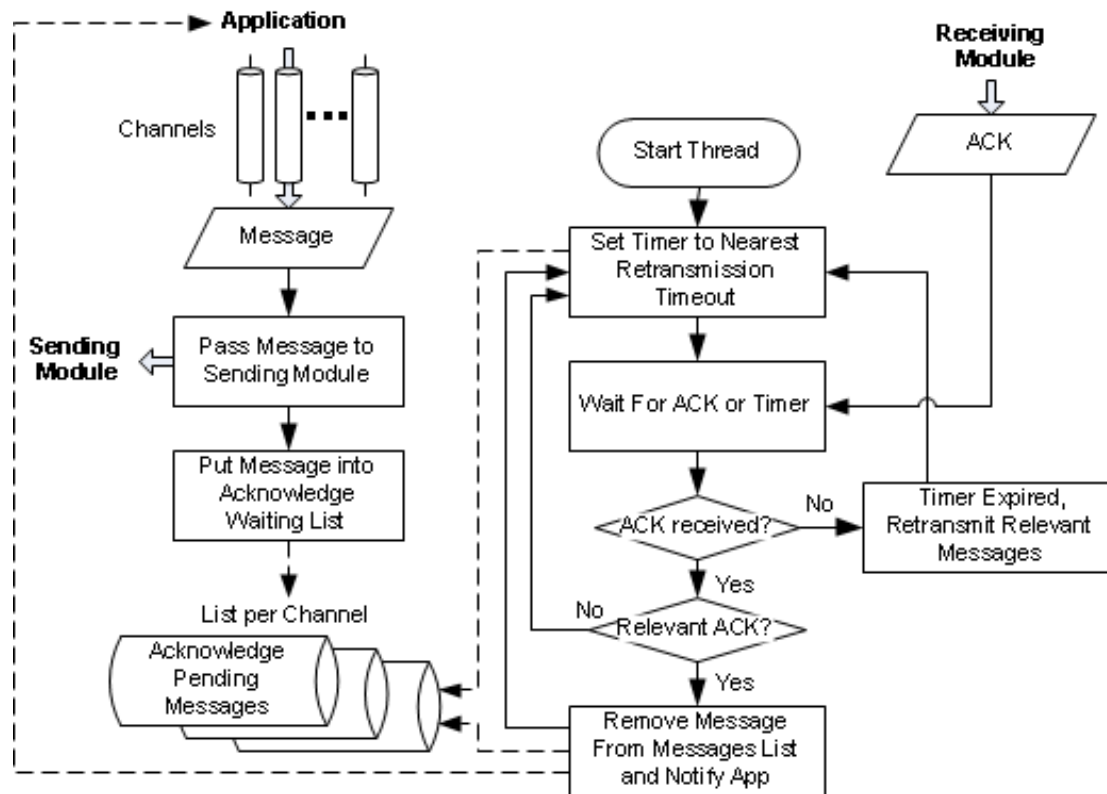 Application
Channels
Message
Sending
Module
Pass Message to
Sending Module
Put Message into
Acknowledge
Waiting List
List per Channel
Acknowledge
Pending
Messages
Receiving
Module
ACK
Start Thread
Set Timer to Nearest
Retransmission
Timeout
Wait For ACK or Timer
ACK received?
No
Timer Expired,
Retransmit Relevant
Messages
Yes
No
Relevant ACK?
Yes
Remove Message
From Messages List
and Notify App